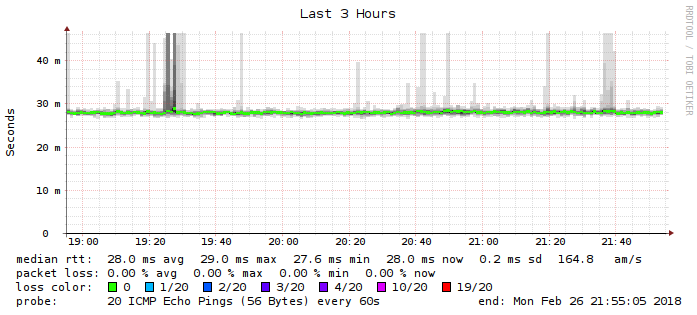 Last 3 Hours
RRDTOOL / TOBI OETIKER
Seconds
40 m
30 m
20 m
10 m
0
19:00 19:20 19:40 20:00 20:20 20:40 21:00 21:20 21:40
median rtt: 28.0 ms avg 29.0 ms max 27.6 ms min 28.0 ms now 0.2 ms sd 164.8 am/s
packet loss: 0.00 % avg 0.00 % max 0.00 % min 0.00 % now
loss color: 0 1/20 2/20 3/20 4/20 10/20 19/20
probe: 20 ICMP Echo Pings (56 Bytes) every 60s end: Mon Feb 26 21:55:05 2018